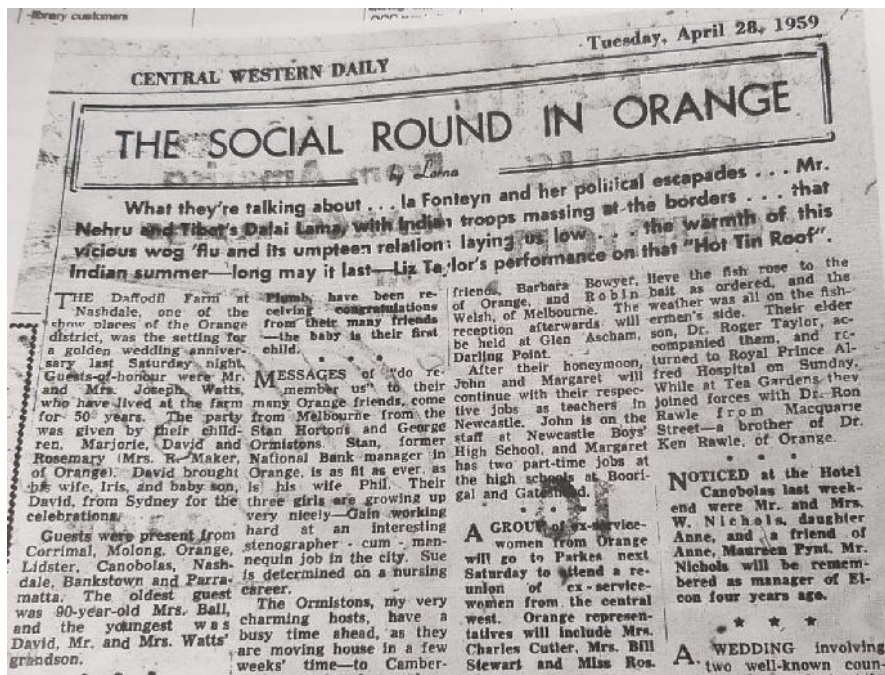 -library customers
Tuesday, April 28, 1959
CENTRAL WESTERN DAILY
THE SOCIAL ROUND IN ORANGE
by Lorna
What they're talking about . . . la Fonteyn and her political escapades . . . Mr.
Nehru and Tibet's Dalai Lama, with Indian troops massing at the borders . . . that
vicious wog 'flu and its umpteen relations laying us low . . . the warmth of this
Indian summer—long may it last—Liz Taylor's performance on that "Hot Tin Roof".
THE Daffodil Farm at
Nashdale, one of the
show places of the Orange
district, was the setting for
a golden wedding anniver-
sary last Saturday night.
Guests-of-honour were Mr.
and Mrs. Joseph Watts,
who have lived at the farm
for 50 years. The party
was given by their child-
ren, Marjorie, David and
Rosemary (Mrs. R. Maker,
of Orange). David brought
his wife, Iris, and baby son,
David, from Sydney for the
celebrations.
Guests were present from
Corrimal, Molong, Orange,
Lidster, Canobolas, Nash-
dale, Bankstown and Parra-
matta. The oldest guest
was 90-year-old Mrs. Ball,
and the youngest was
David, Mr. and Mrs. Watts'
grandson.
Plumb, have been re-
ceiving congratulations
from their many friends
—the baby is their first
child.
MESSAGES of "do re-
member us" to their
many Orange friends, come
from Melbourne from the
Stan Hortons and George
Ormistons. Stan, former
National Bank manager in
Orange, is as fit as ever, as
is his wife Phil. Their
three girls are growing up
very nicely—Gain working
hard at an interesting
stenographer - cum - man-
nequin job in the city. Sue
is determined on a nursing
career.
The Ormistons, my very
charming hosts, have a
busy time ahead, as they
are moving house in a few
weeks' time—to Camber-
friend, Barbara Bowyer,
of Orange, and Robin
Welsh, of Melbourne. The
reception afterwards will
be held at Glen Ascham,
Darling Point.
After their honeymoon,
John and Margaret will
continue with their respec-
tive jobs as teachers in
Newcastle. John is on the
staff at Newcastle Boys'
High School, and Margaret
has two part-time jobs at
the high schools at Boori-
gal and Gateshead.
A GROUP of ex-service-
women from Orange
will go to Parkes next
Saturday to attend a re-
union of ex-service-
women from the central
west. Orange represen-
tatives will include Mrs.
Charles Cutler, Mrs. Bill
Stewart and Miss Ros.
lieve the fish rose to the
bait as ordered, and the
weather was all on the fish-
ermen's side. Their elder
son, Dr. Roger Taylor, ac-
companied them, and re-
turned to Royal Prince Al-
fred Hospital on Sunday.
While at Tea Gardens they
joined forces with Dr. Ron
Rawle from Macquarie
Street—a brother of Dr.
Ken Rawle, of Orange.
NOTICED at the Hotel
Canobolas last week-
end were Mr. and Mrs.
W. Nichols, daughter
Anne, and a friend of
Anne, Maureen Pynt. Mr.
Nichols will be remem-
bered as manager of El-
con four years ago.
A WEDDING involving
two well-known coun-